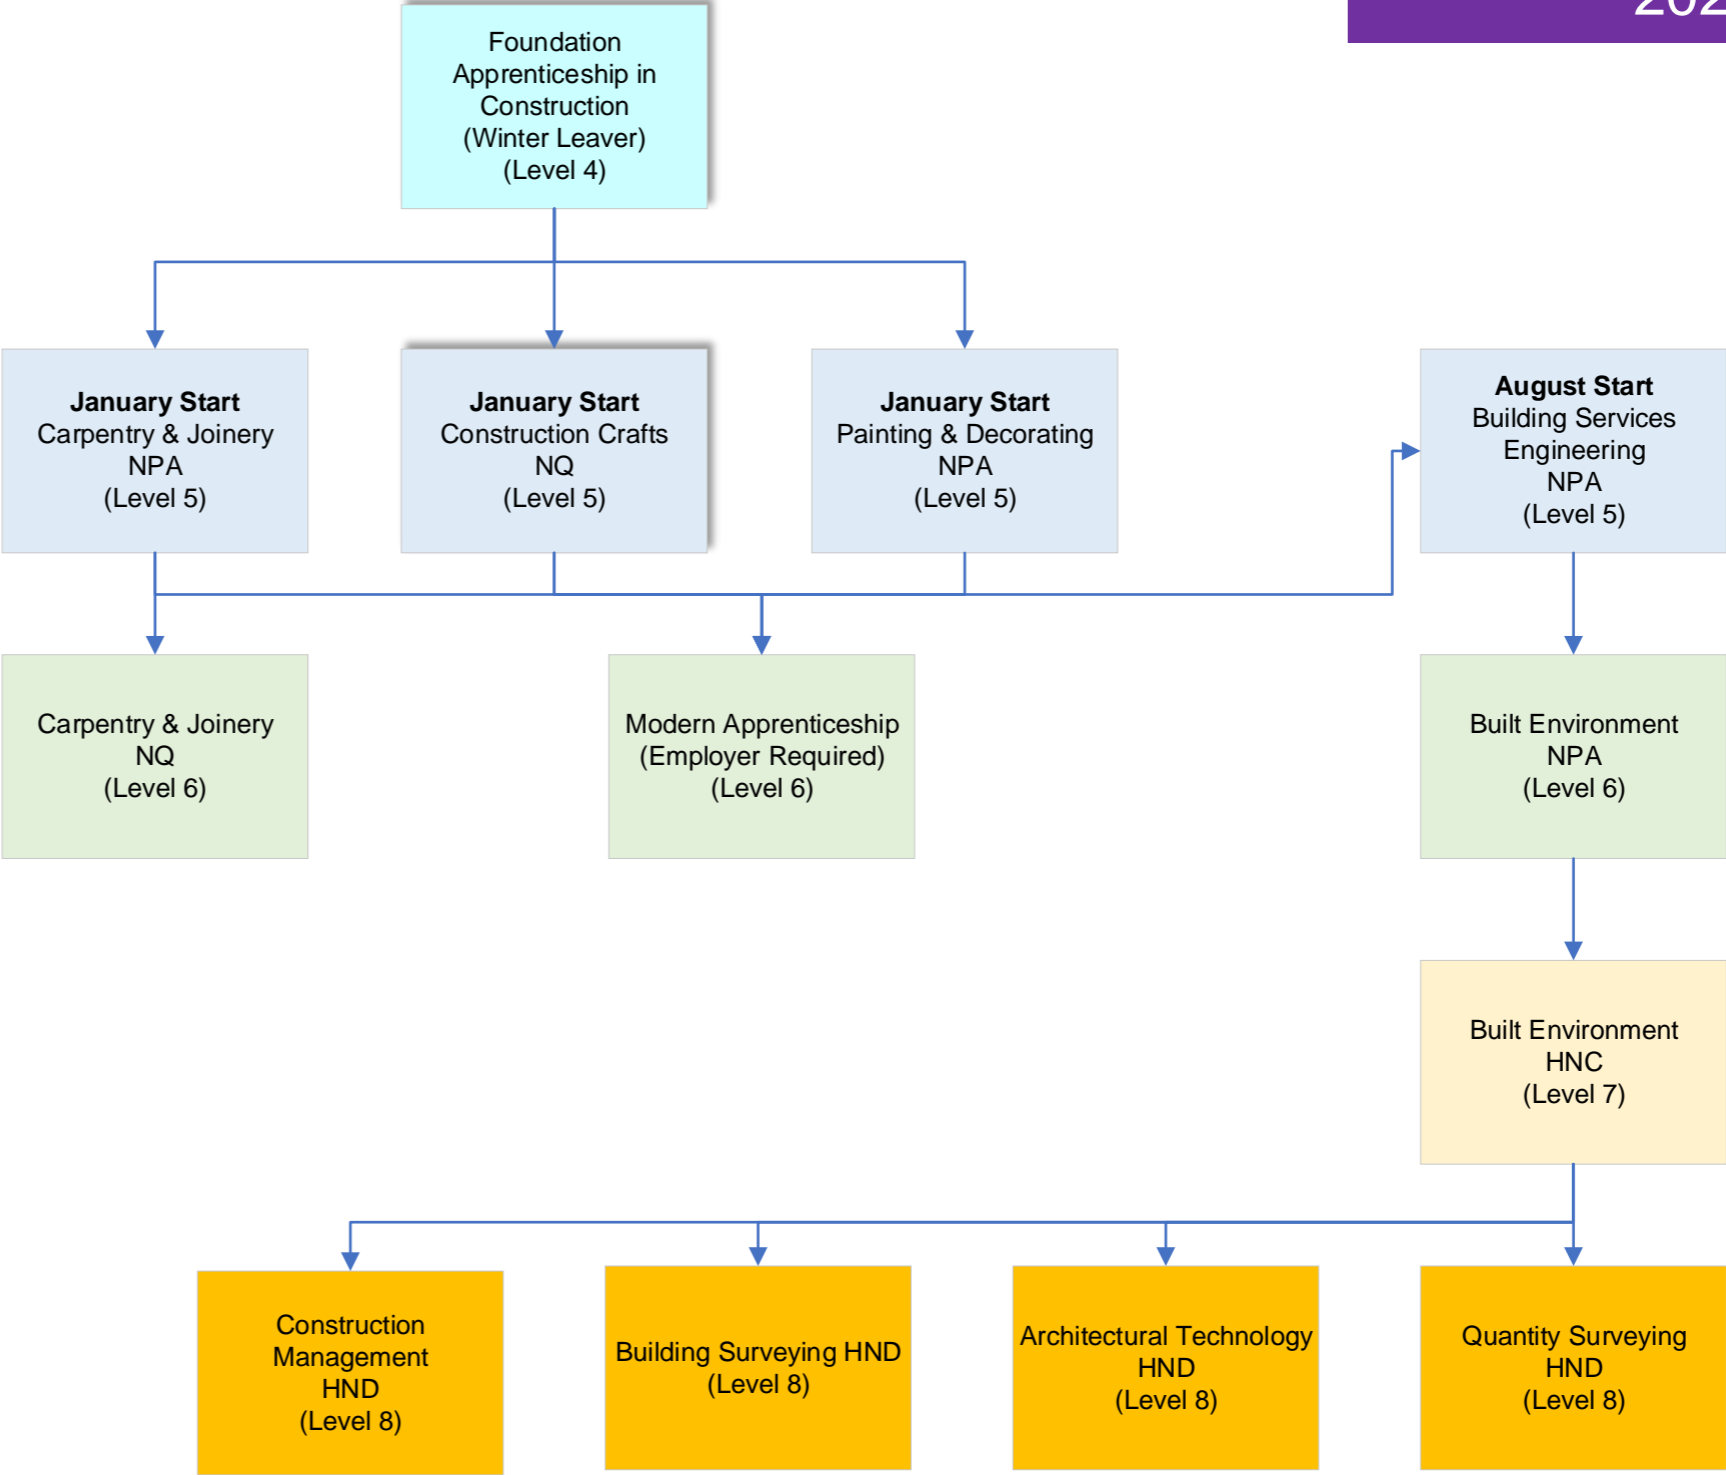 202
Foundation
Apprenticeship in
Construction
(Winter Leaver)
(Level 4)
January Start
Carpentry & Joinery
NPA
(Level 5)
January Start
Construction Crafts
NQ
(Level 5)
January Start
Painting & Decorating
NPA
(Level 5)
August Start
Building Services
Engineering
NPA
(Level 5)
Carpentry & Joinery
NQ
(Level 6)
Modern Apprenticeship
(Employer Required)
(Level 6)
Built Environment
NPA
(Level 6)
Built Environment
HNC
(Level 7)
Construction
Management
HND
(Level 8)
Building Surveying HND
(Level 8)
Architectural Technology
HND
(Level 8)
Quantity Surveying
HND
(Level 8)